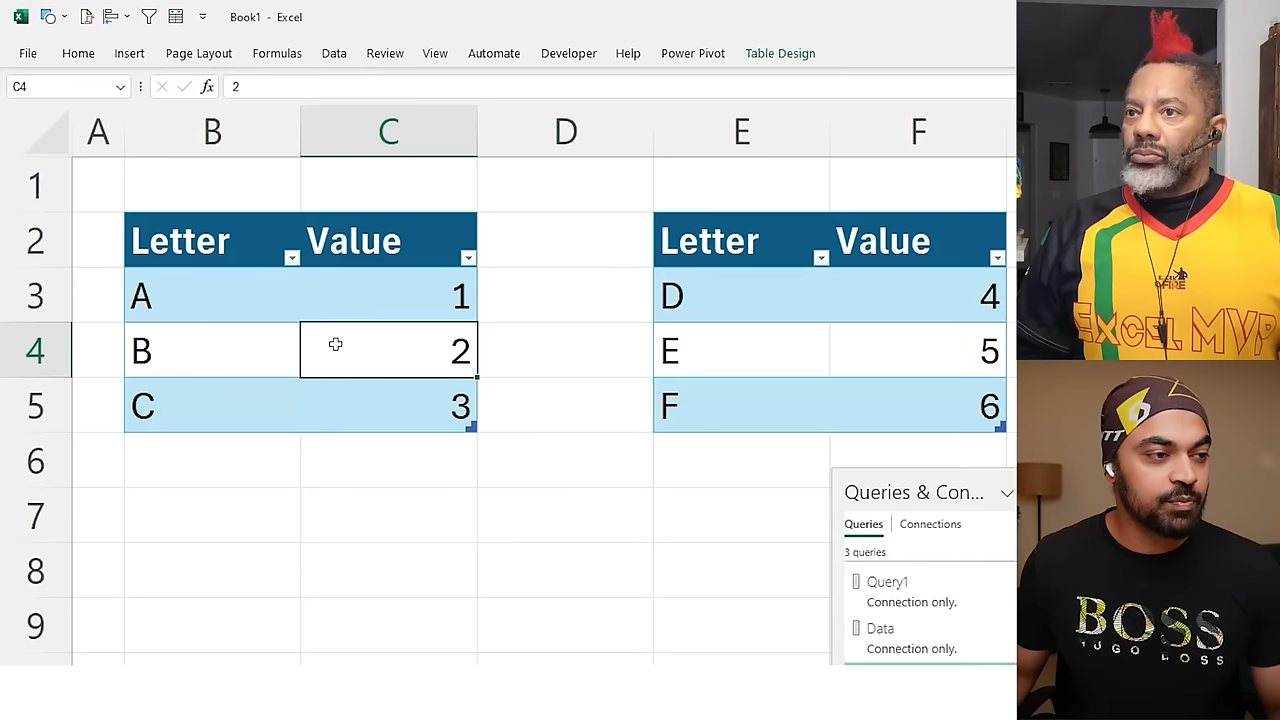 Book1 - Excel
File Home Insert Page Layout Formulas Data Review View Automate Developer Help Power Pivot Table Design
C4 fx 2
A B C D E F
1
2 Letter Value Letter Value
3 A 1 D 4
4 B 2 E 5
5 C 3 F 6
6
7
8
9
Queries & Con...
Queries Connections
3 queries
Query1
Connection only.
Data
Connection only.
EXCEL MVP
BOSS
HUGO BOSS